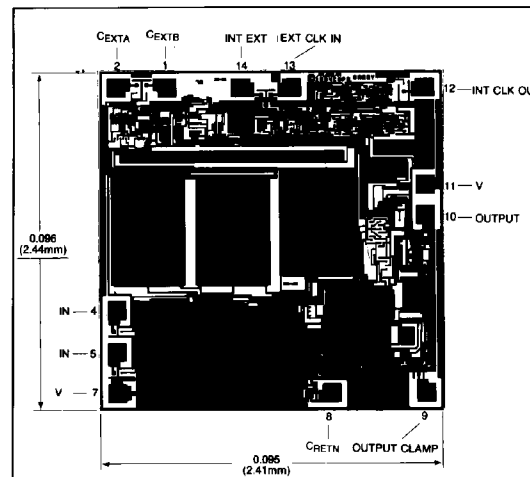 CEXTA CEXTB INT EXT EXT CLK IN
2 1 14 13
12 INT CLK OU
11 V
10 OUTPUT
0.096
(2.44mm)
IN 4
IN 5
V 7
8 9
CRETN OUTPUT CLAMP
0.095
(2.41mm)